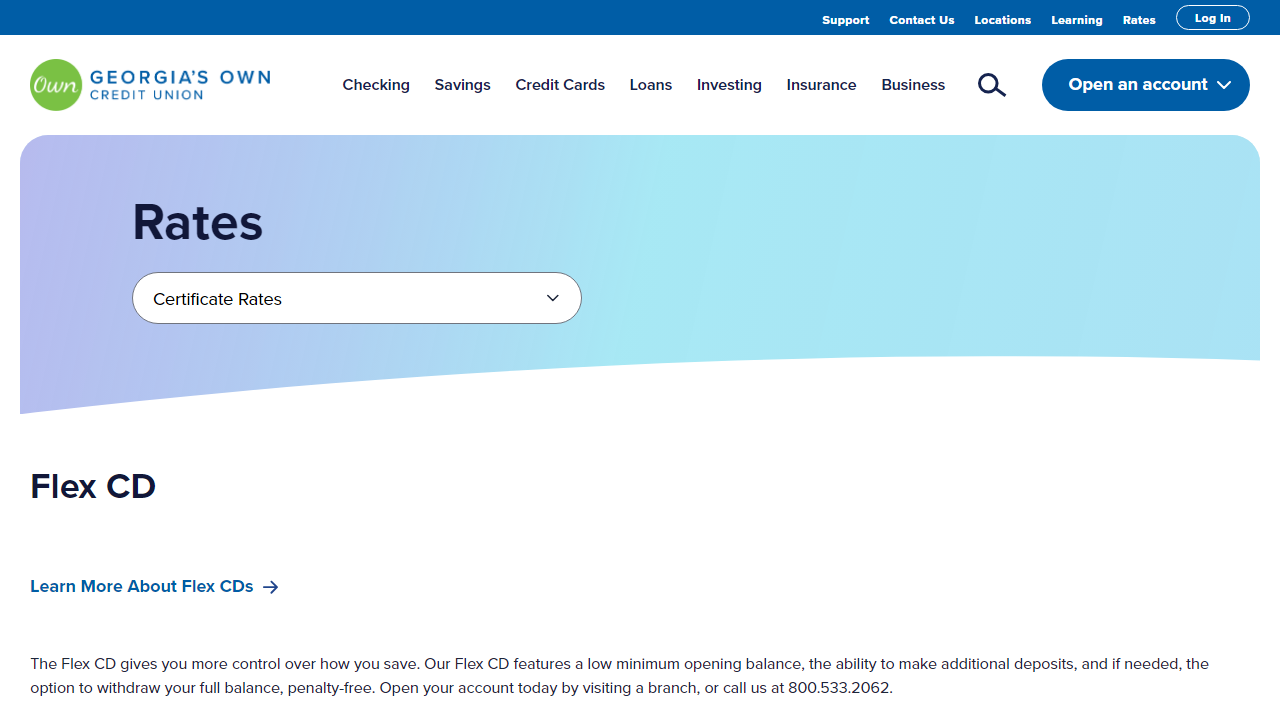 Support Contact Us Locations Learning Rates Log In
Own GEORGIA'S OWN
CREDIT UNION
Checking Savings Credit Cards Loans Investing Insurance Business Open an account
Rates
Certificate Rates
Flex CD
Learn More About Flex CDs
The Flex CD gives you more control over how you save. Our Flex CD features a low minimum opening balance, the ability to make additional deposits, and if needed, the
option to withdraw your full balance, penalty-free. Open your account today by visiting a branch, or call us at 800.533.2062.